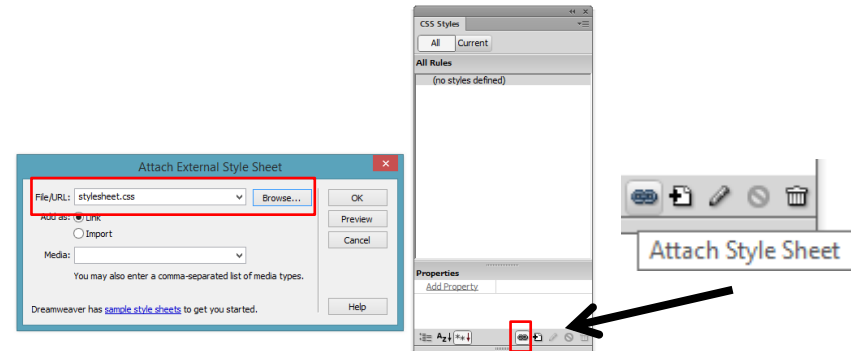 Attach External Style Sheet
File/URL: stylesheet.css Browse... OK
Add as: Link Preview
Import Cancel
Media:
You may also enter a comma-separated list of media types.
Dreamweaver has sample style sheets to get you started. Help
CSS Styles
All Current
All Rules
(no styles defined)
Properties
Add Property
Attach Style Sheet